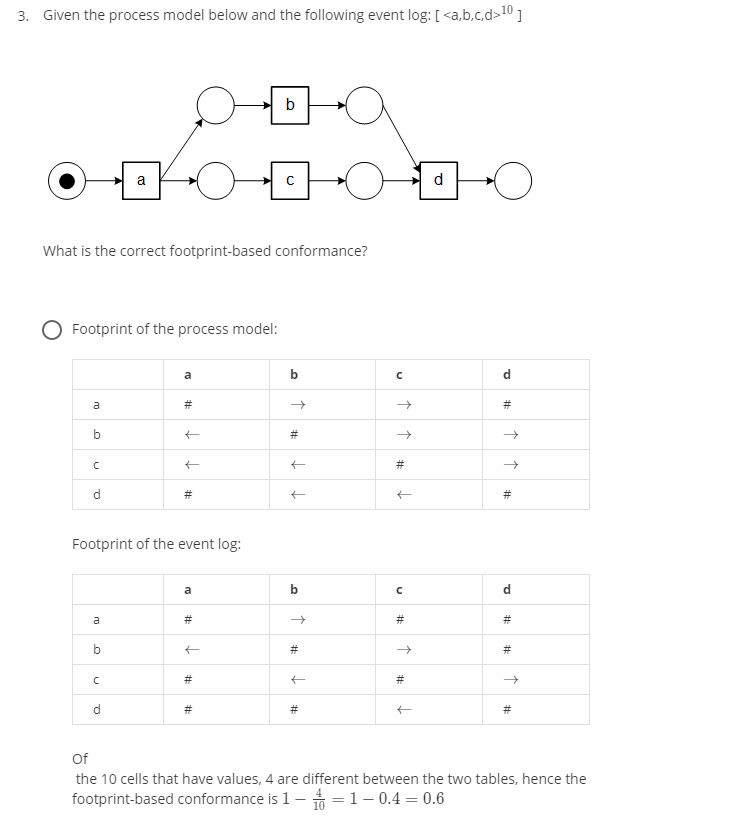 3. Given the process model below and the following event log: [ <a,b,c,d>^10 ]
b
a c d
What is the correct footprint-based conformance?
Footprint of the process model:
a b c d
a # → → #
b ← # → →
c ← ← # →
d # ← ← #
Footprint of the event log:
a b c d
a # → # #
b ← # → #
c # ← # →
d # # ← #
Of
the 10 cells that have values, 4 are different between the two tables, hence the
footprint-based conformance is 1 − 4/10 = 1 − 0.4 = 0.6